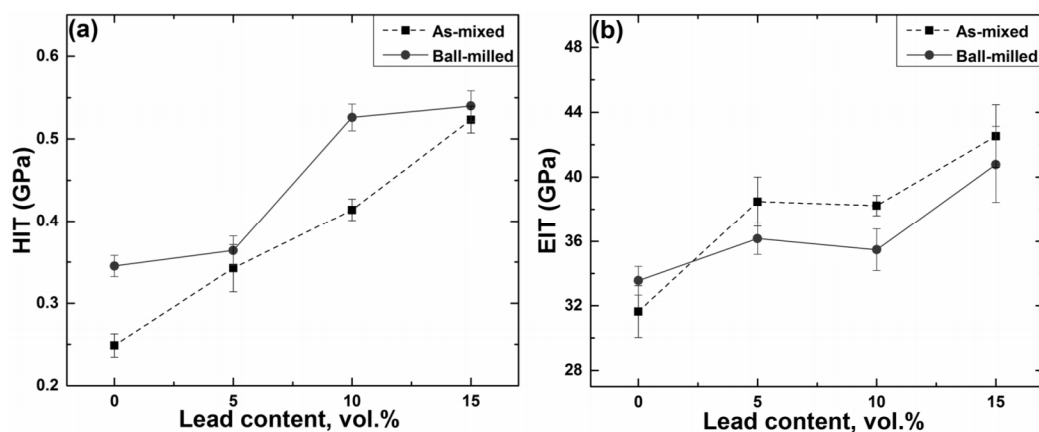 (a)
As-mixed
Ball-milled
0.6
0.5
0.4
0.3
0.2
HIT (GPa)
0 5 10 15
Lead content, vol.%
(b)
As-mixed
Ball-milled
48
44
40
36
32
28
EIT (GPa)
0 5 10 15
Lead content, vol.%